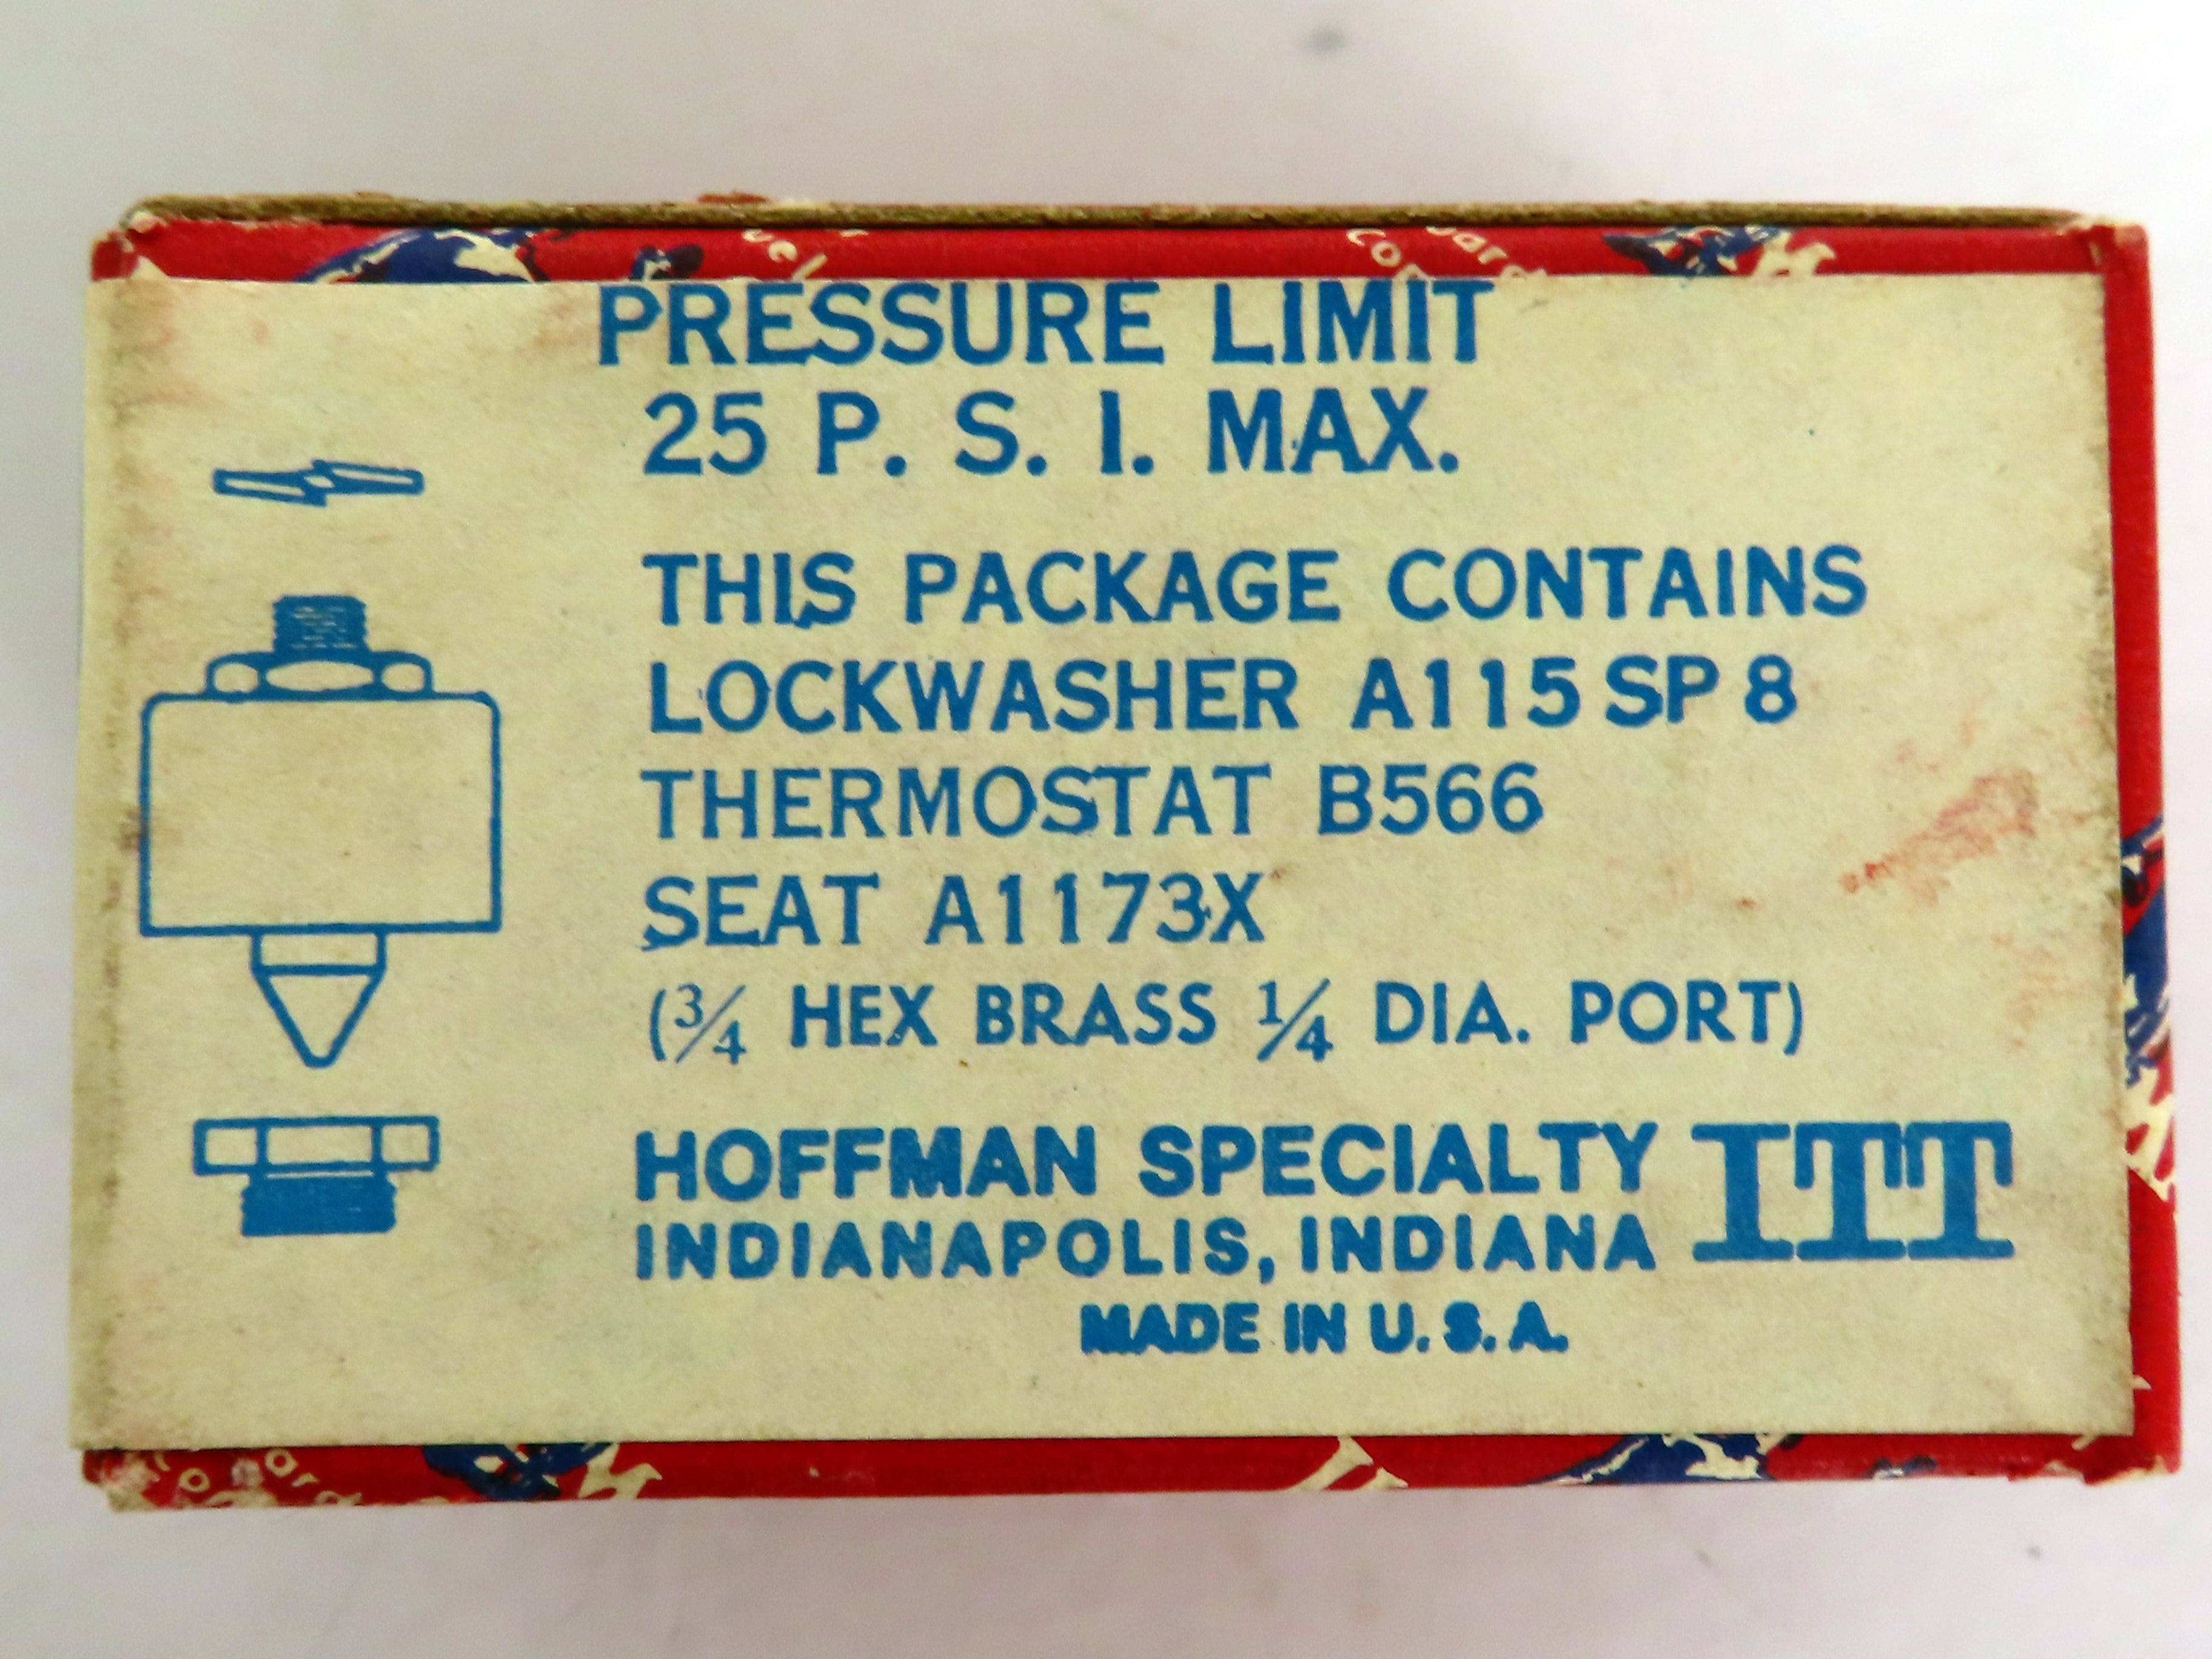 PRESSURE LIMIT
25 P. S. I. MAX.
THIS PACKAGE CONTAINS
LOCKWASHER A115 SP 8
THERMOSTAT B566
SEAT A1173X
(¾ HEX BRASS ¼ DIA. PORT)
HOFFMAN SPECIALTY ITT
INDIANAPOLIS, INDIANA
MADE IN U. S. A.